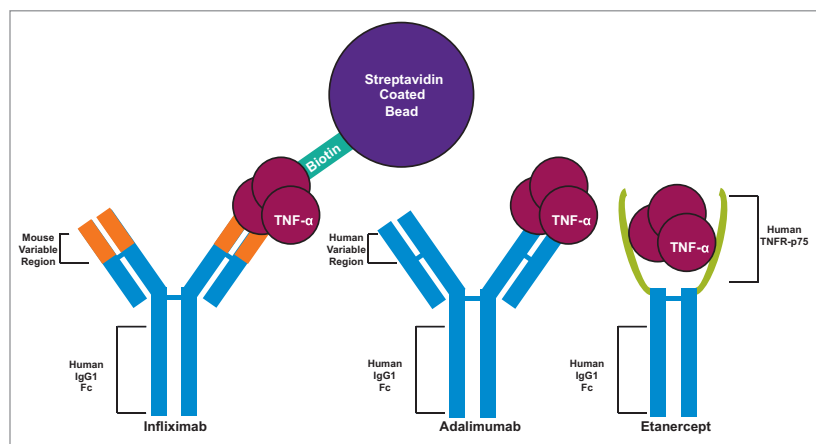 Streptavidin
Coated
Bead
Biotin
TNF-α
Mouse
Variable
Region
Human
IgG1
Fc
Infliximab
TNF-α
Human
Variable
Region
Human
IgG1
Fc
Adalimumab
TNF-α
Human
TNFR-p75
Human
IgG1
Fc
Etanercept